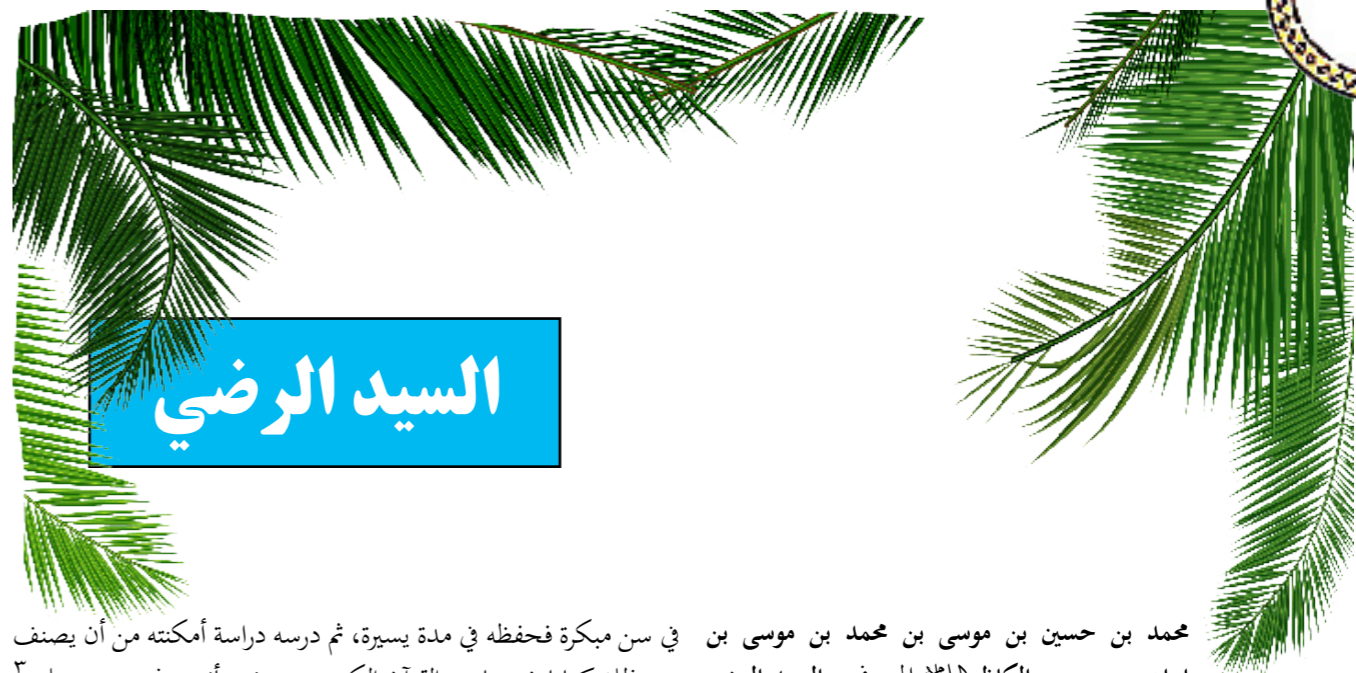 السيد الرضي
محمد بن حسين بن موسى بن محمد بن موسى بن
في سن مبكرة فحفظه في مدة يسيرة، ثم درسه دراسة أمكنته من أن يصنف